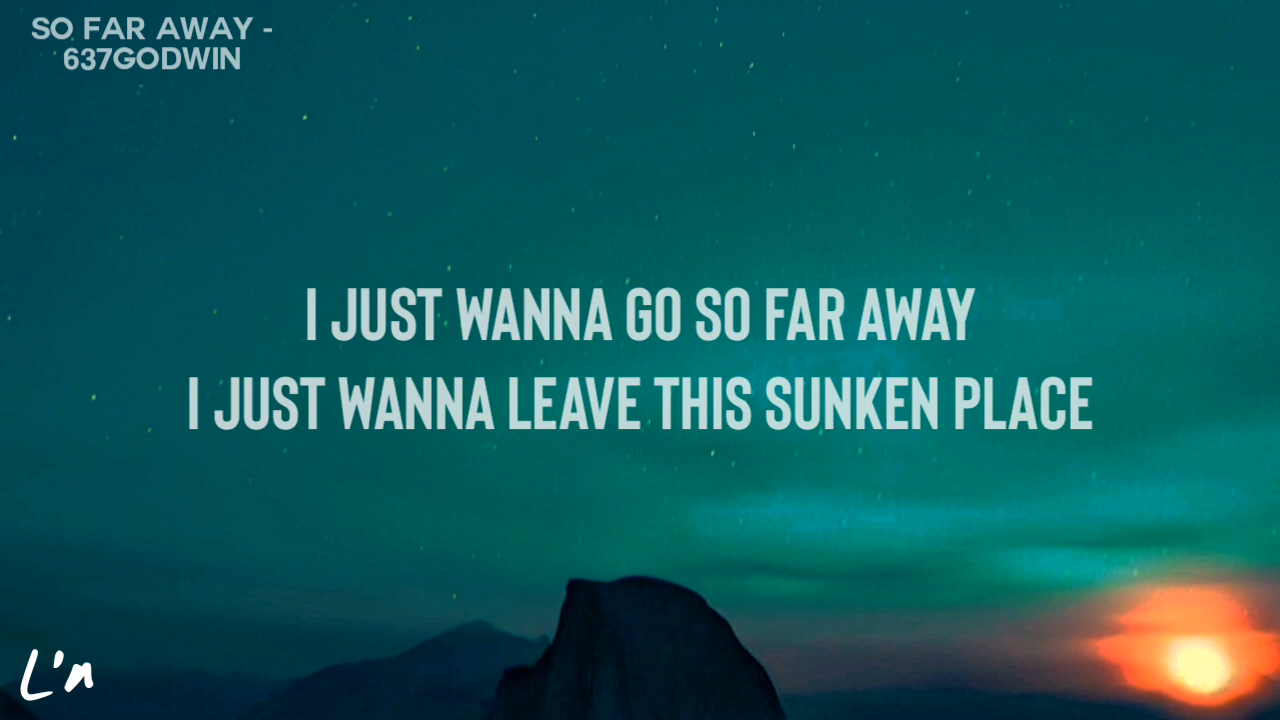 SO FAR AWAY -
637GODWIN
I JUST WANNA GO SO FAR AWAY
I JUST WANNA LEAVE THIS SUNKEN PLACE
L'n